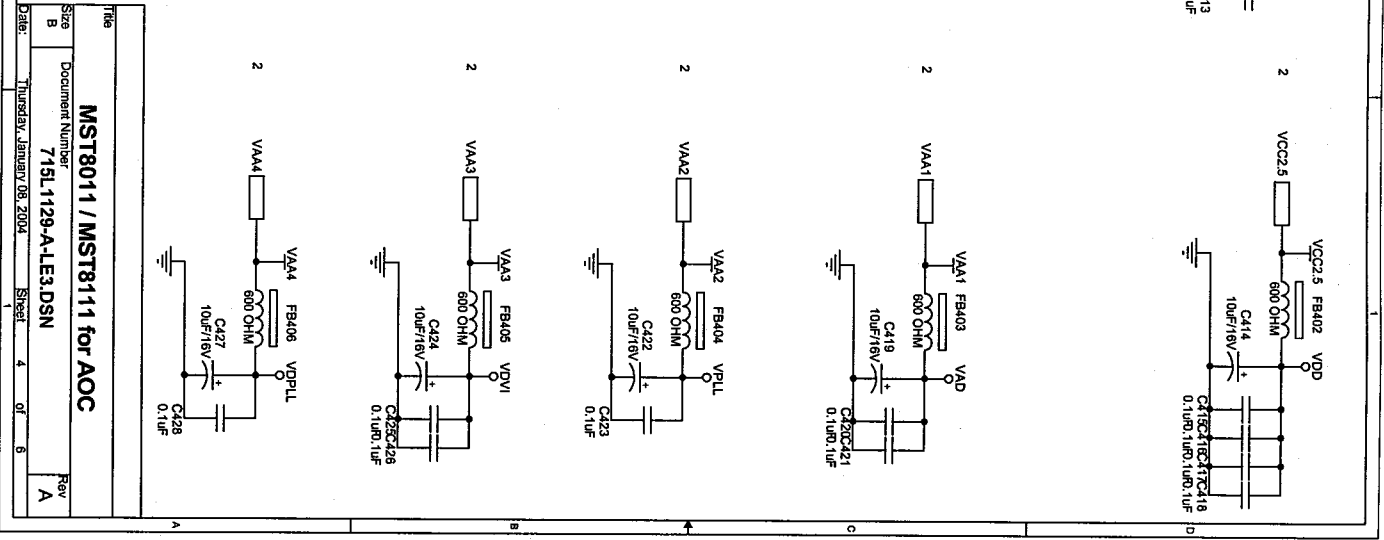 1
D
C
B
A
13
uF
2
VCC2.5
VCC2.5
FB402
600 OHM
VDD
C414
10uF/16V
C415C416C417C418
0.1uF0.1uF0.1uF0.1uF
2
VAA1
VAA1
FB403
600 OHM
VAD
C419
10uF/16V
C420C421
0.1uF0.1uF
2
VAA2
VAA2
FB404
600 OHM
VPLL
C422
10uF/16V
C423
0.1uF
2
VAA3
VAA3
FB405
600 OHM
VDVI
C424
10uF/16V
C425C426
0.1uF0.1uF
2
VAA4
VAA4
FB406
600 OHM
VDPLL
C427
10uF/16V
C428
0.1uF
Title
MST8011 / MST8111 for AOC
Size
B
Document Number
715L1129-A-LE3.DSN
Rev
A
Date:
Thursday, January 08, 2004
Sheet
4
of
6
1